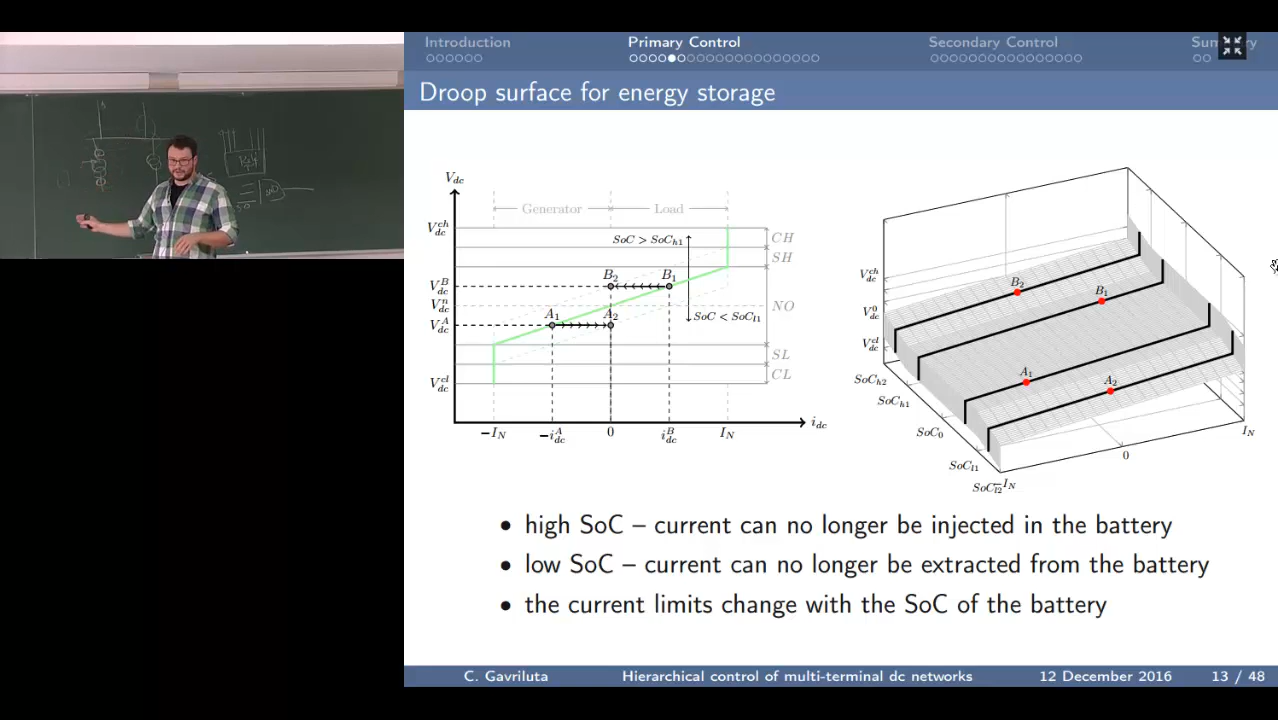 Introduction Primary Control Secondary Control Summary
Droop surface for energy storage
V_dc
Generator Load
V_dc^ch
SoC > SoC_h1
CH
SH
V_dc^B B_2 B_1
V_dc^n NO
V_dc^A A_1 A_2
SoC < SoC_l1
SL
CL
V_dc^cl
i_dc
−I_N −i_dc^A 0 i_dc^B I_N
V_dc^ch
V_dc^0
V_dc^cl
B_2 B_1
A_1 A_2
SoC_h2
SoC_h1
SoC_0
SoC_l1
SoC_l2
−I_N 0 I_N
• high SoC – current can no longer be injected in the battery
• low SoC – current can no longer be extracted from the battery
• the current limits change with the SoC of the battery
C. Gavriluta Hierarchical control of multi-terminal dc networks 12 December 2016 13 / 48